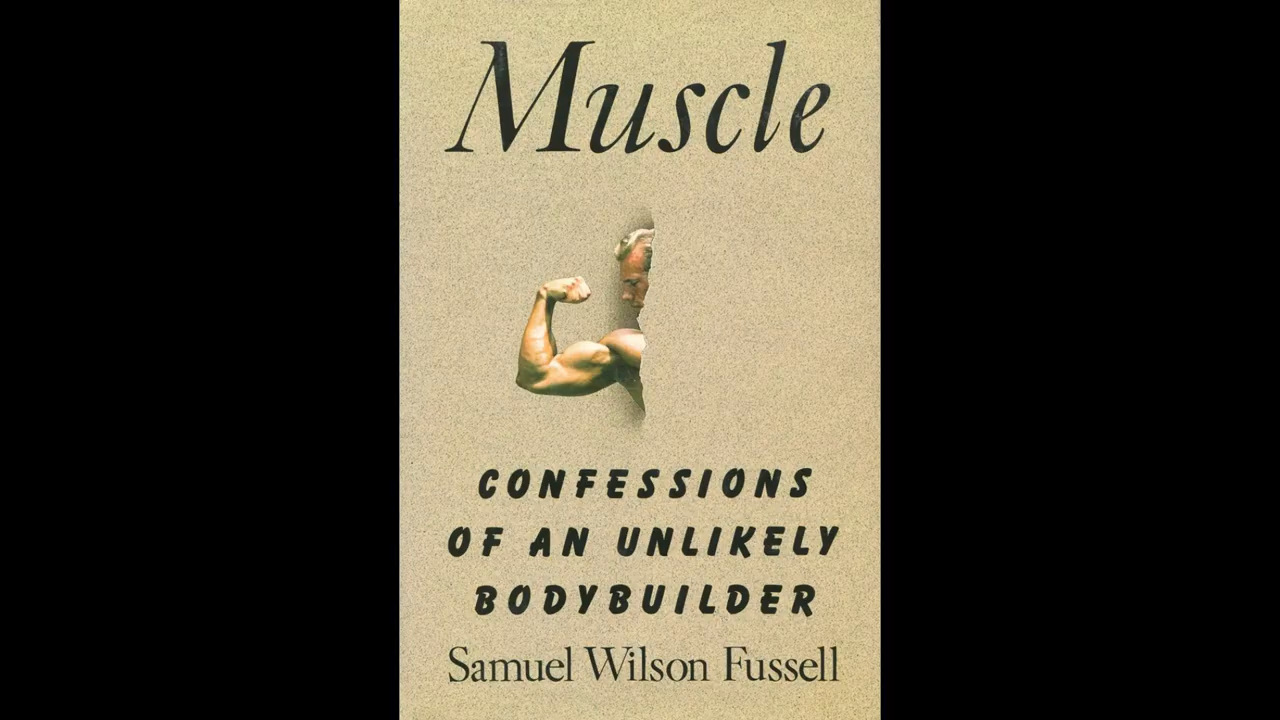 Muscle
CONFESSIONS
OF AN UNLIKELY
BODYBUILDER
Samuel Wilson Fussell